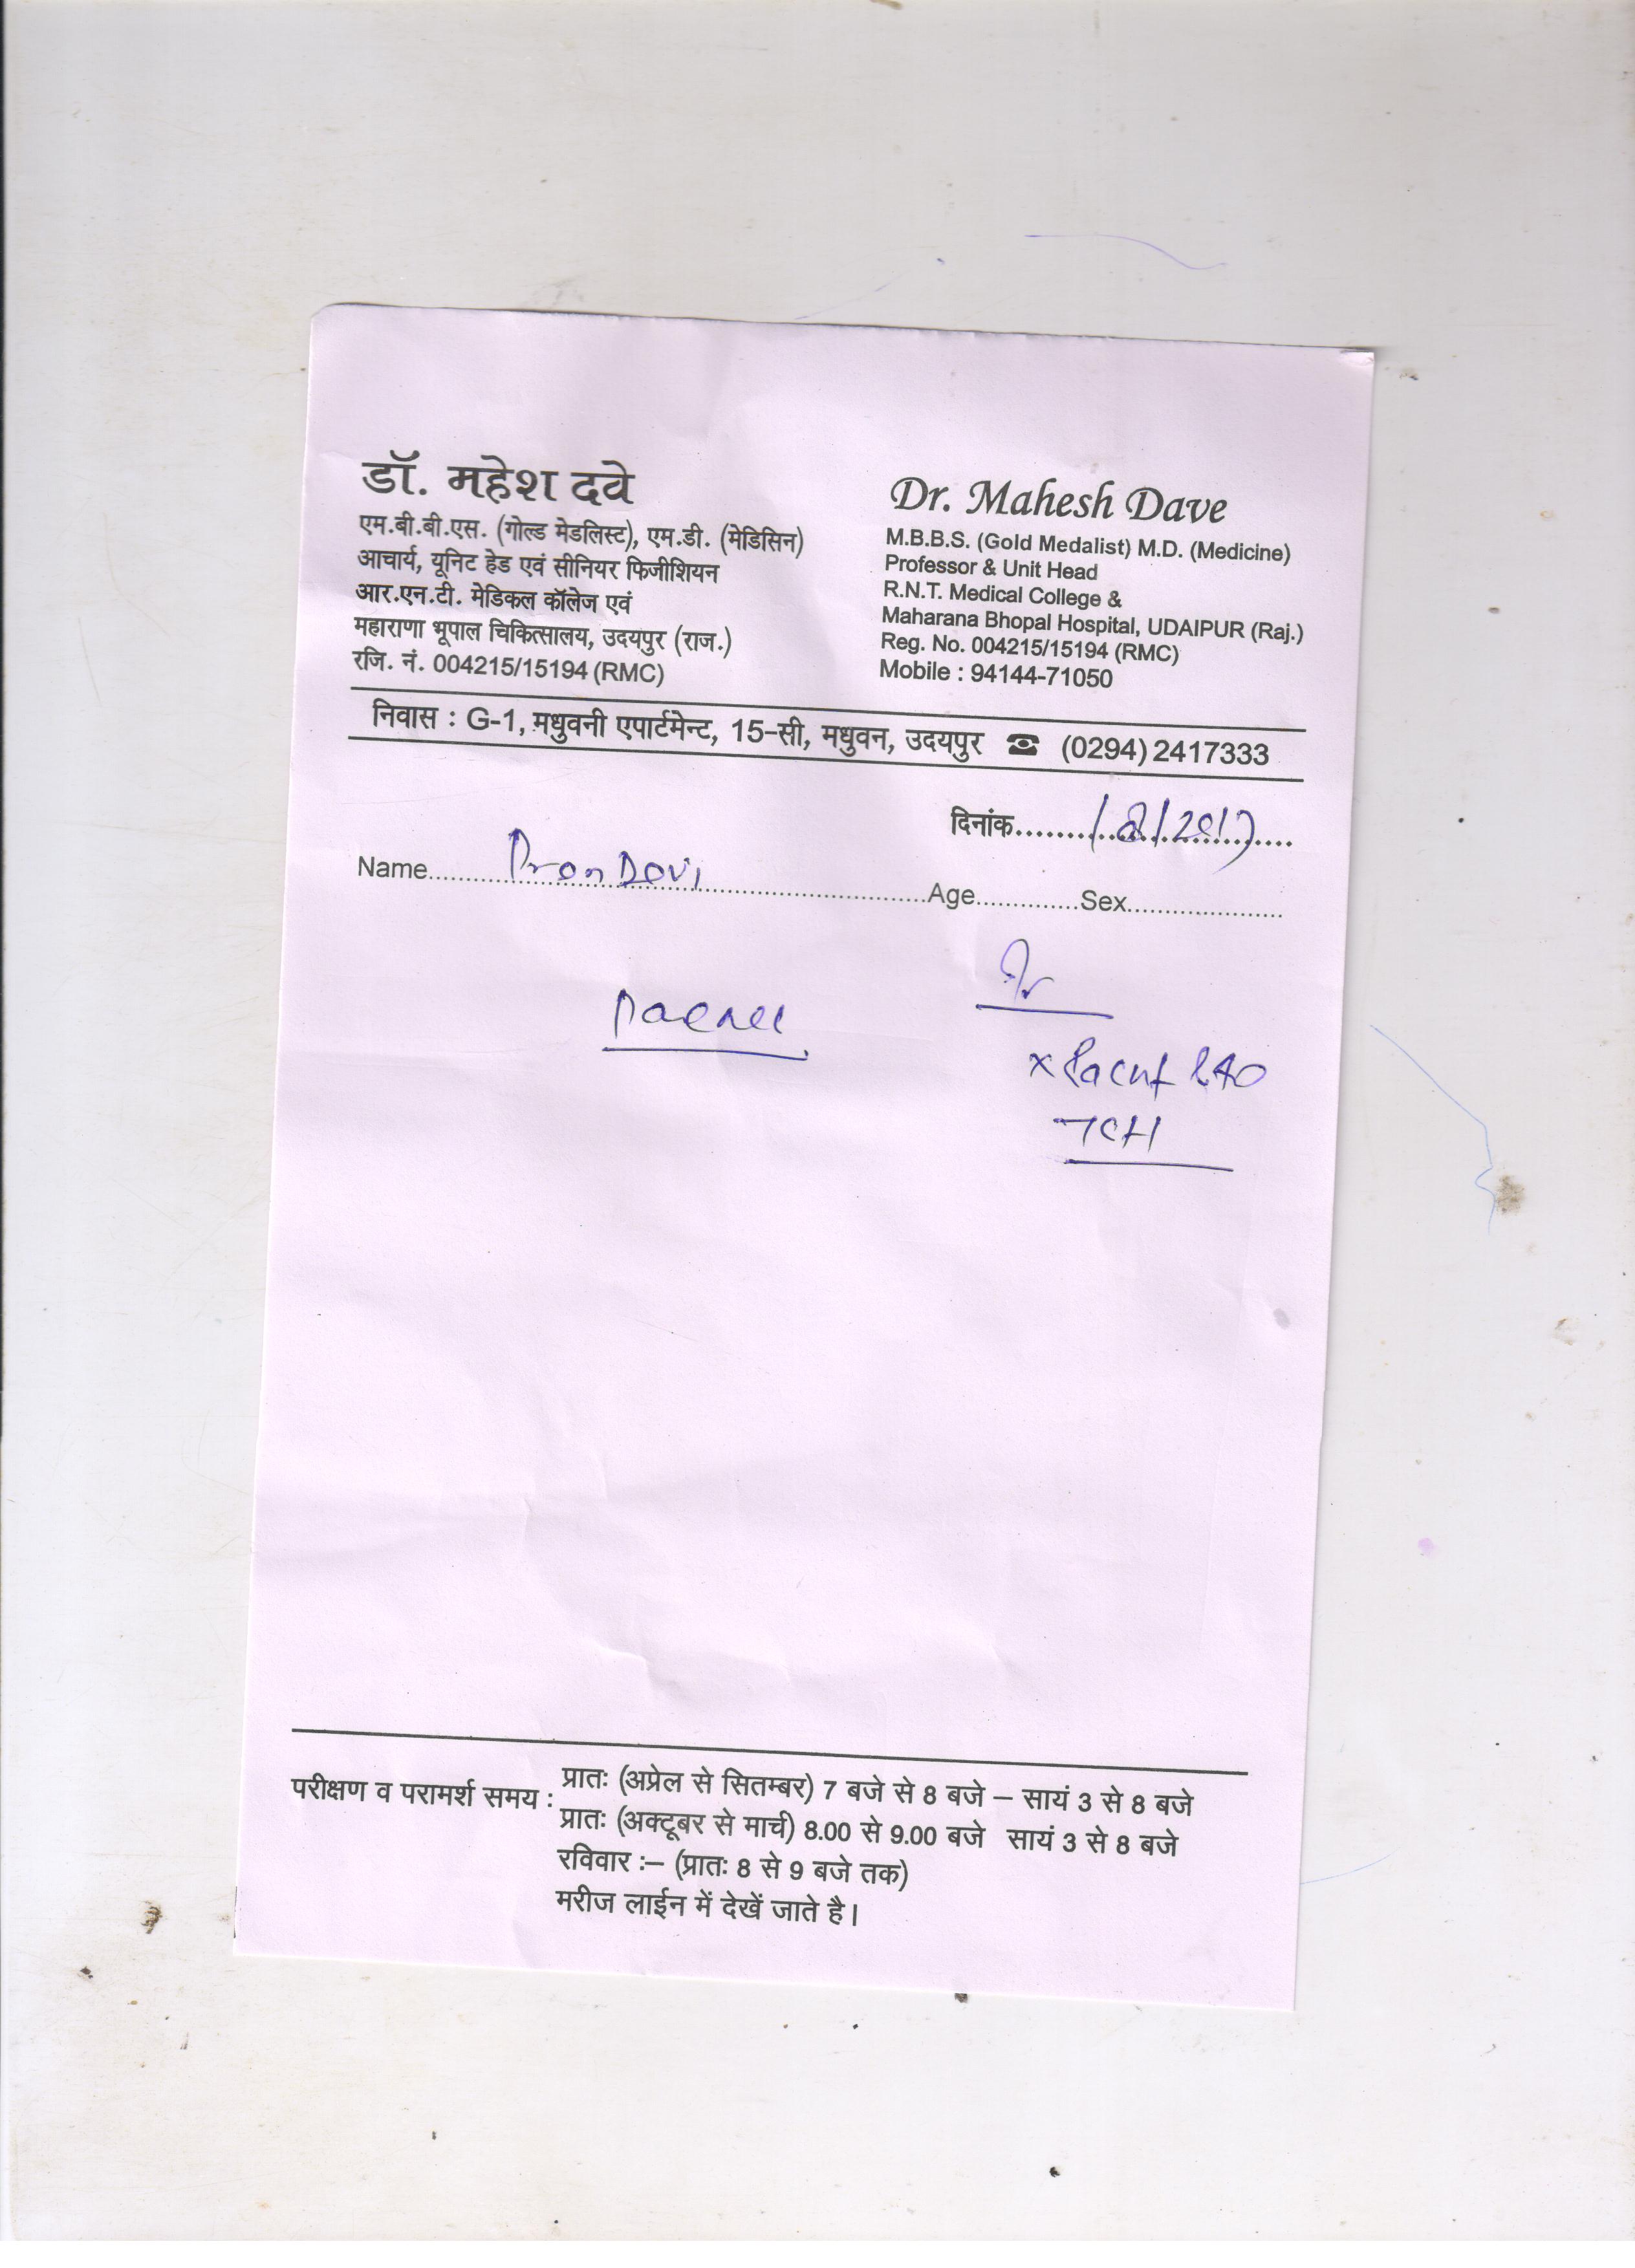 डॉ. महेश दवे
एम.बी.बी.एस. (गोल्ड मेडलिस्ट), एम.डी. (मेडिसिन)
आचार्य, यूनिट हेड एवं सीनियर फिजीशियन
आर.एन.टी. मेडिकल कॉलेज एवं
महाराणा भूपाल चिकित्सालय, उदयपुर (राज.)
रजि. नं. 004215/15194 (RMC)
Dr. Mahesh Dave
M.B.B.S. (Gold Medalist) M.D. (Medicine)
Professor & Unit Head
R.N.T. Medical College &
Maharana Bhopal Hospital, UDAIPUR (Raj.)
Reg. No. 004215/15194 (RMC)
Mobile : 94144-71050
निवास : G-1, मधुवनी एपार्टमेन्ट, 15-सी, मधुवन, उदयपुर ☎ (0294) 2417333
दिनांक
Name Age Sex
परीक्षण व परामर्श समय : प्रातः (अप्रेल से सितम्बर) 7 बजे से 8 बजे – सायं 3 से 8 बजे
प्रातः (अक्टूबर से मार्च) 8.00 से 9.00 बजे सायं 3 से 8 बजे
रविवार :– (प्रातः 8 से 9 बजे तक)
मरीज लाईन में देखें जाते है।